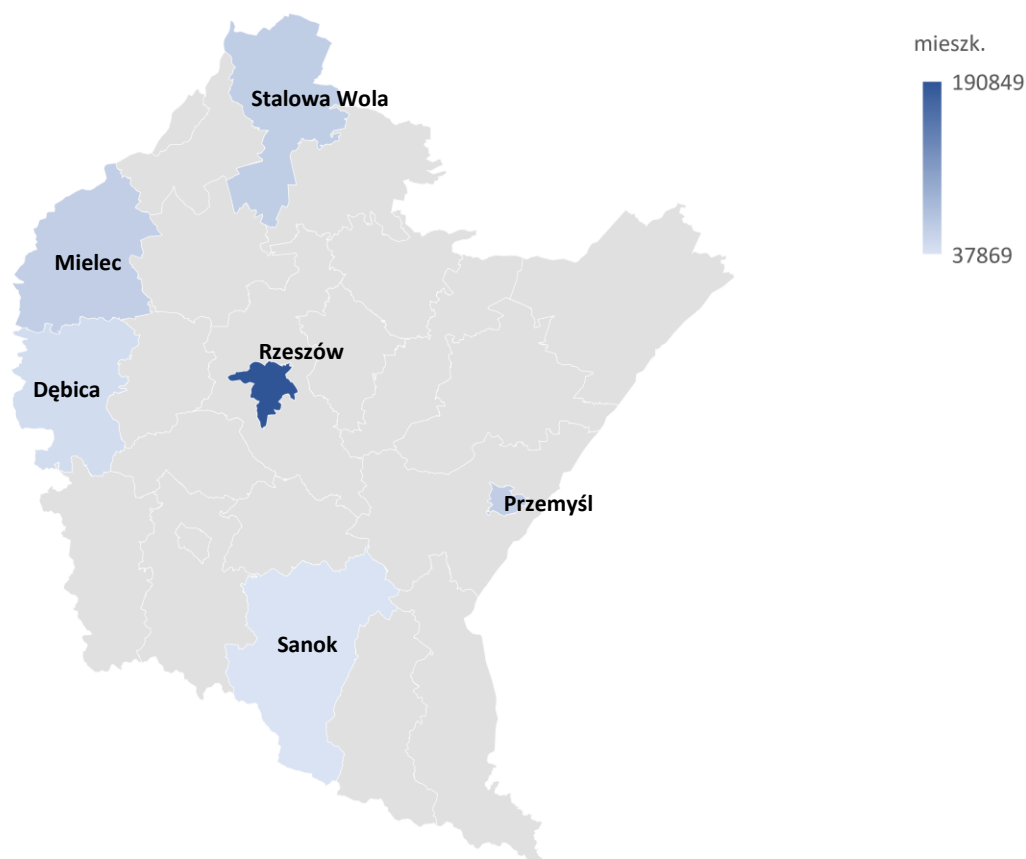 mieszk.
190849
37869
Stalowa Wola
Mielec
Rzeszów
Dębica
Przemyśl
Sanok